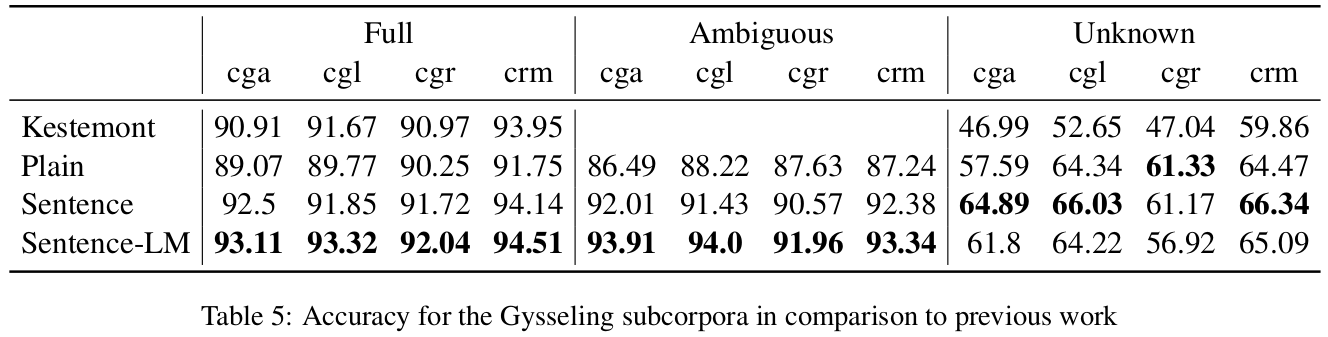 Full Ambiguous Unknown
cga cgl cgr crm cga cgl cgr crm cga cgl cgr crm
Kestemont 90.91 91.67 90.97 93.95 46.99 52.65 47.04 59.86
Plain 89.07 89.77 90.25 91.75 86.49 88.22 87.63 87.24 57.59 64.34 61.33 64.47
Sentence 92.5 91.85 91.72 94.14 92.01 91.43 90.57 92.38 64.89 66.03 61.17 66.34
Sentence-LM 93.11 93.32 92.04 94.51 93.91 94.0 91.96 93.34 61.8 64.22 56.92 65.09
Table 5: Accuracy for the Gysseling subcorpora in comparison to previous work